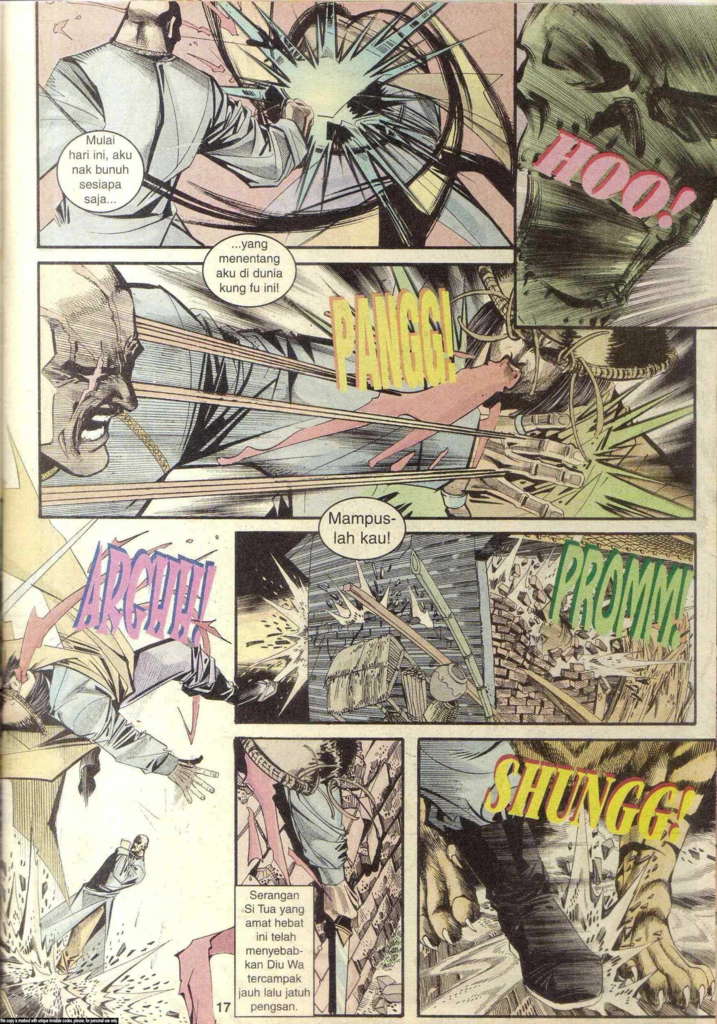 Mulai
hari ini, aku
nak bunuh
sesiapa
saja...
HOO!
...yang
menentang
aku di dunia
kung fu ini!
PANGG!
Mampus-
lah kau!
ARGHH!
PROMM!
SHUNGG!
Serangan
Si Tua yang
amat hebat
ini telah
menyebab-
kan Diu Wa
tercampak
jauh lalu jatuh
pengsan.
17